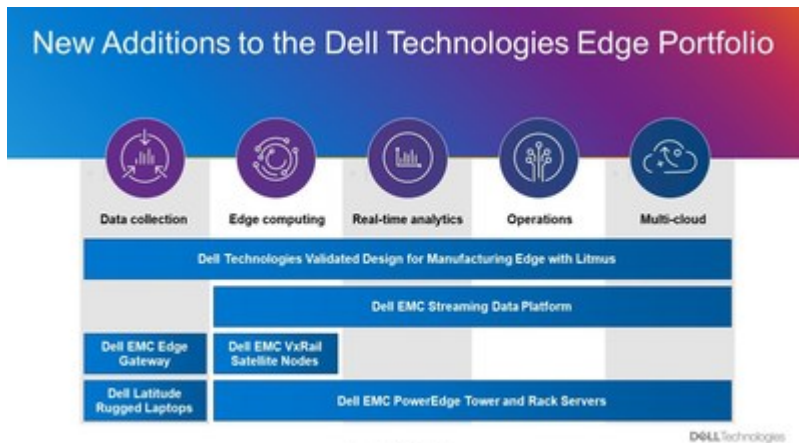 New Additions to the Dell Technologies Edge Portfolio
Data collection
Edge computing
Real-time analytics
Operations
Multi-cloud
Dell Technologies Validated Design for Manufacturing Edge with Litmus
Dell EMC Streaming Data Platform
Dell EMC Edge
Gateway
Dell EMC VxRail
Satellite Nodes
Dell Latitude
Rugged Laptops
Dell EMC PowerEdge Tower and Rack Servers
DELL Technologies